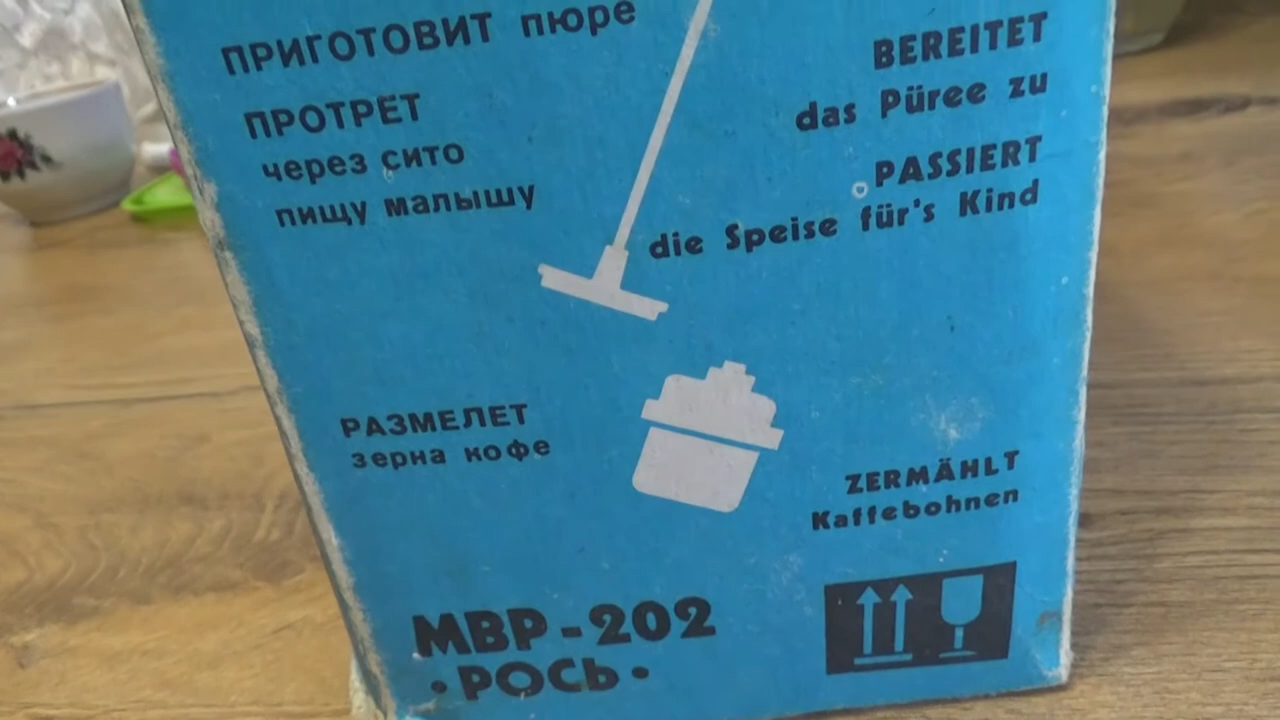 ПРИГОТОВИТ пюре
ПРОТРЕТ
через сито
пищу малышу
BEREITET
das Püree zu
PASSIERT
die Speise für's Kind
РАЗМЕЛЕТ
зерна кофе
ZERMÄHLT
Kaffebohnen
МВР-202
•РОСЬ•